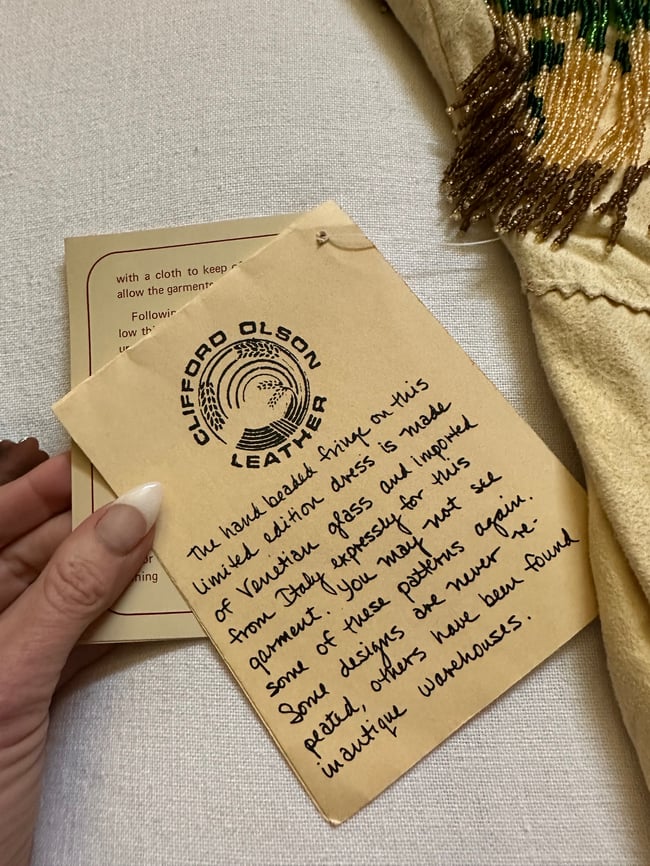 with a cloth to keep
allow the garments
Followin
low thi
CLIFFORD OLSON
LEATHER
The hand beaded fringe on this
limited edition dress is made
of Venetian glass and imported
from Italy expressly for this
garment. You may not see
some of these patterns again.
Some designs are never re-
peated, others have been found
in antique warehouses.
or
ning